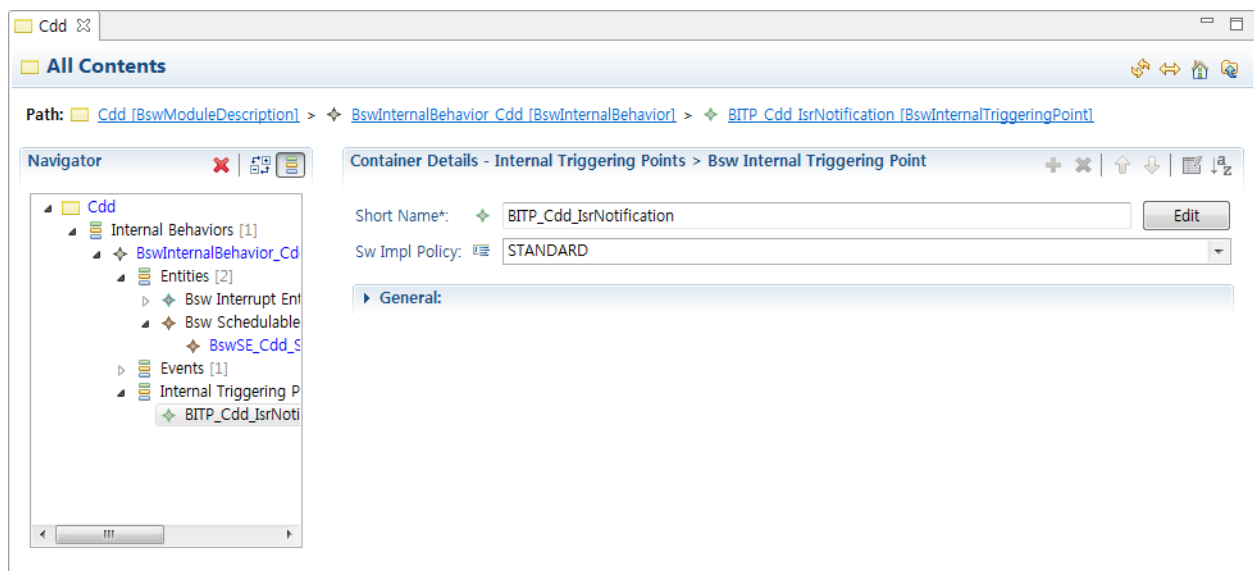 Cdd
All Contents
Path: Cdd [BswModuleDescription] > BswInternalBehavior_Cdd [BswInternalBehavior] > BITP_Cdd_IsrNotification [BswInternalTriggeringPoint]
Navigator
Container Details - Internal Triggering Points > Bsw Internal Triggering Point
Cdd
Internal Behaviors [1]
BswInternalBehavior_Cd
Entities [2]
Bsw Interrupt Ent
Bsw Schedulable
BswSE_Cdd_S
Events [1]
Internal Triggering P
BITP_Cdd_IsrNoti
Short Name*: BITP_Cdd_IsrNotification Edit
Sw Impl Policy: STANDARD
General: